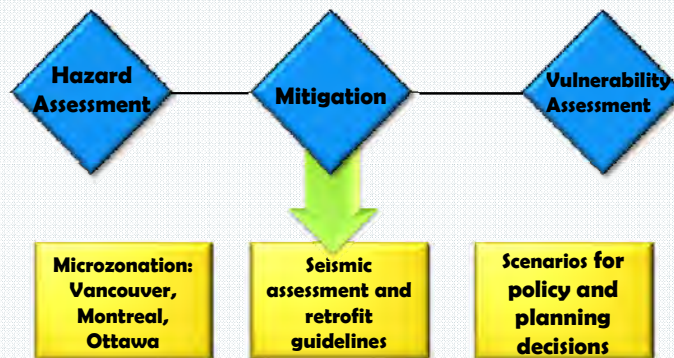 Hazard
Assessment
Mitigation
Vulnerability
Assessment
Microzonation:
Vancouver,
Montreal,
Ottawa
Seismic
assessment and
retrofit
guidelines
Scenarios for
policy and
planning
decisions